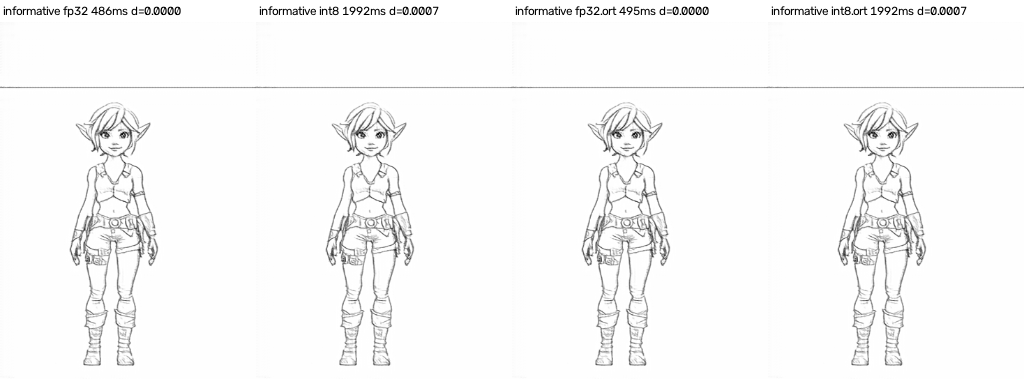 informative fp32 486ms d=0.0000
informative int8 1992ms d=0.0007
informative fp32.ort 495ms d=0.0000
informative int8.ort 1992ms d=0.0007